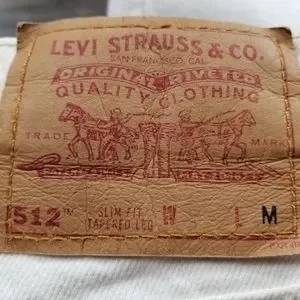 LEVI STRAUSS & CO.
SAN FRANCISCO, CAL.
ORIGINAL RIVETED
QUALITY CLOTHING
TRADE MARK
512™ SLIM FIT W L M
TAPERED LEG